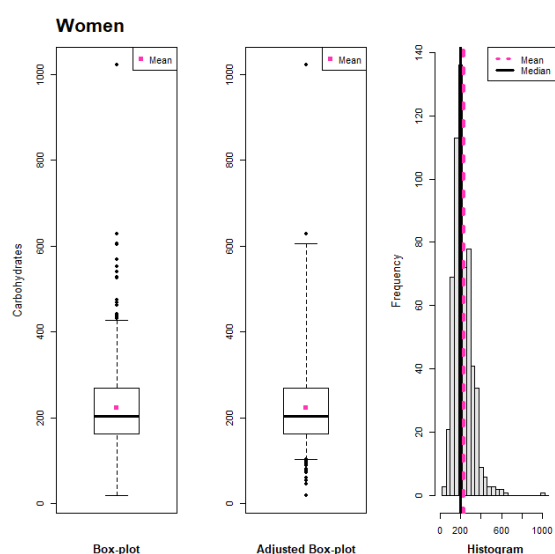 Women
Mean
Mean
Mean
Median
Carbohydrates
0 200 400 600 800 1000
0 200 400 600 800 1000
Frequency
0 20 40 60 80 100 120 140
0 200 600 1000
Box-plot
Adjusted Box-plot
Histogram